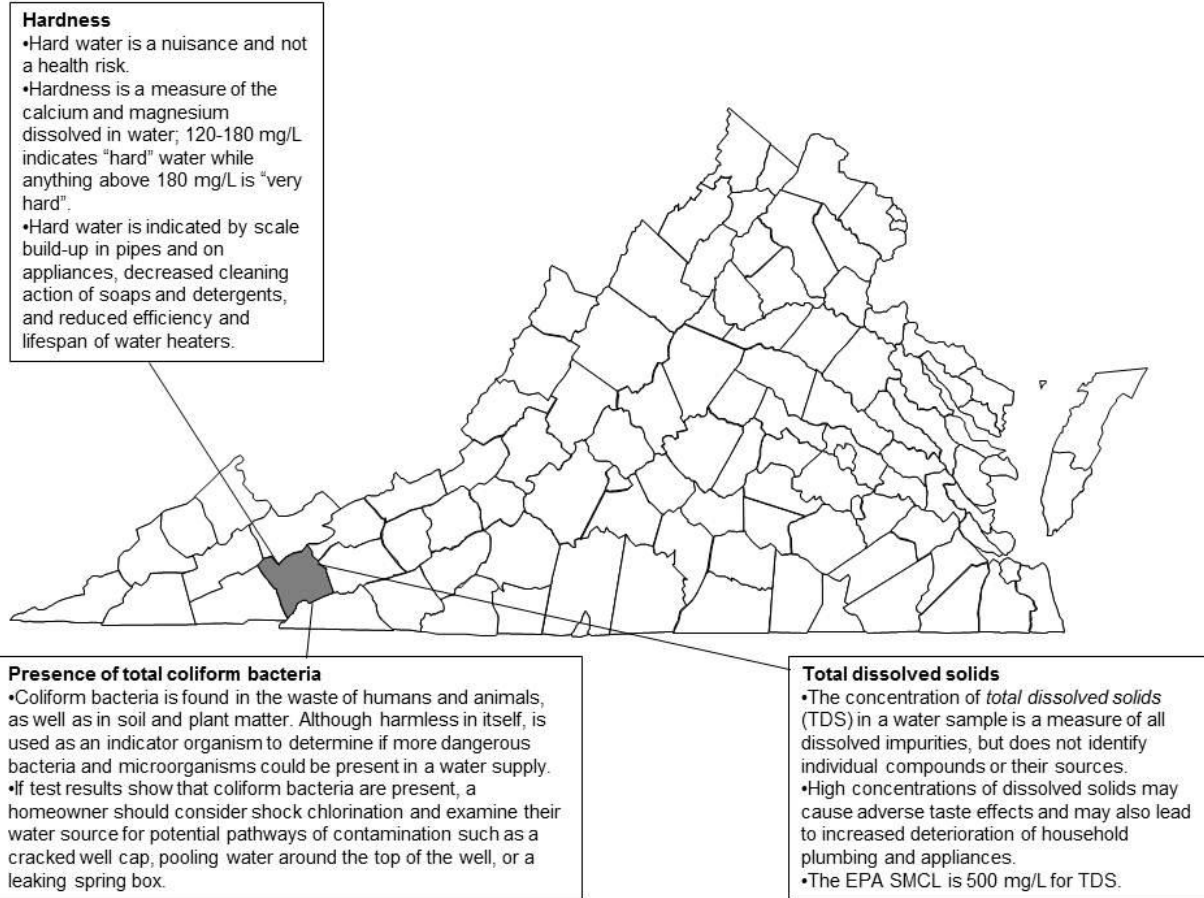 Hardness
•Hard water is a nuisance and not
a health risk.
•Hardness is a measure of the
calcium and magnesium
dissolved in water; 120-180 mg/L
indicates “hard” water while
anything above 180 mg/L is “very
hard”.
•Hard water is indicated by scale
build-up in pipes and on
appliances, decreased cleaning
action of soaps and detergents,
and reduced efficiency and
lifespan of water heaters.
Presence of total coliform bacteria
•Coliform bacteria is found in the waste of humans and animals,
as well as in soil and plant matter. Although harmless in itself, is
used as an indicator organism to determine if more dangerous
bacteria and microorganisms could be present in a water supply.
•If test results show that coliform bacteria are present, a
homeowner should consider shock chlorination and examine their
water source for potential pathways of contamination such as a
cracked well cap, pooling water around the top of the well, or a
leaking spring box.
Total dissolved solids
•The concentration of total dissolved solids
(TDS) in a water sample is a measure of all
dissolved impurities, but does not identify
individual compounds or their sources.
•High concentrations of dissolved solids may
cause adverse taste effects and may also lead
to increased deterioration of household
plumbing and appliances.
•The EPA SMCL is 500 mg/L for TDS.